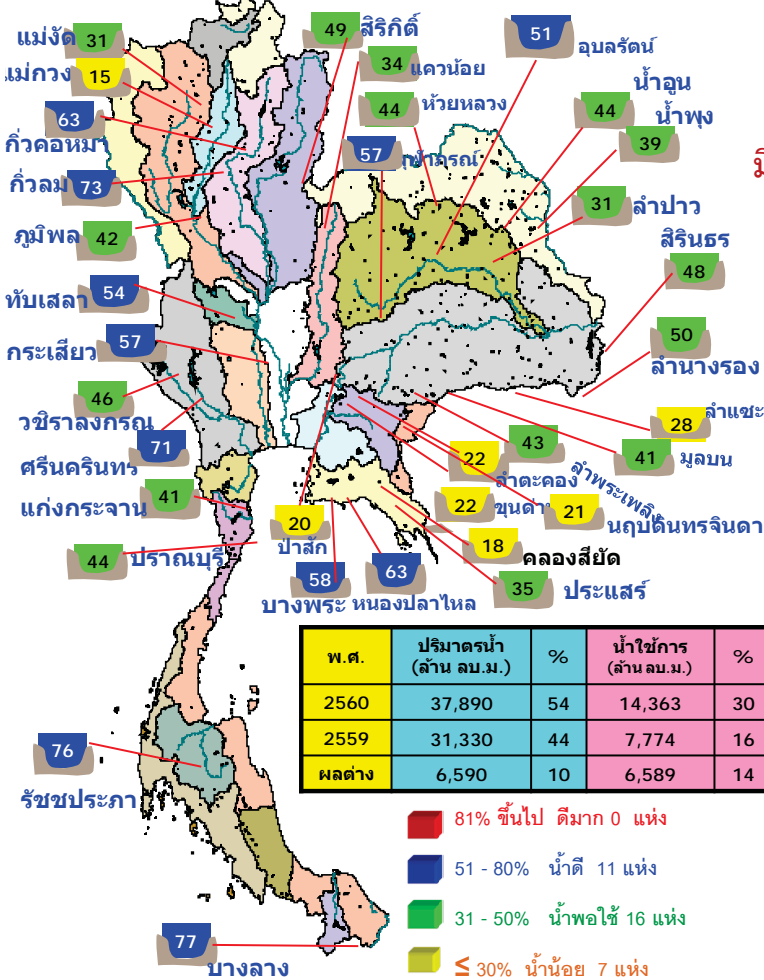 แม่งัด 31
49 สิริกิติ์
51 อุบลรัตน์
34 แควน้อย
15
44 ห้วยหลวง
น้ำอูน 44
น้ำพุง 39
63
กิ่วคอหมา
57
กิ่วลม 73
31 ลำปาว
ภูมิพล 42
สิรินธร 48
ทับเสลา 54
กระเสียว 57
50
ลำนางรอง
46
วชิราลงกรณ
28 ลำแซะ
71
ศรีนครินทร
43
41 มูลบน
22
ลำตะคอง
ลำพระเพลิง
แก่งกระจาน 41
22
21
นฤบดินทรจินดา
20
ป่าสัก
18
คลองสียัด
44 ปราณบุรี
58
บางพระ
63
หนองปลาไหล
35 ประแสร์
พ.ศ. ปริมาตรน้ำ (ล้าน ลบ.ม.) % น้ำใช้การ (ล้าน ลบ.ม.) %
2560 37,890 54 14,363 30
2559 31,330 44 7,774 16
ผลต่าง 6,590 10 6,589 14
76
รัชชประภา
81% ขึ้นไป ดีมาก 0 แห่ง
51 - 80% น้ำดี 11 แห่ง
31 - 50% น้ำพอใช้ 16 แห่ง
≤ 30% น้ำน้อย 7 แห่ง
77
บางลาง